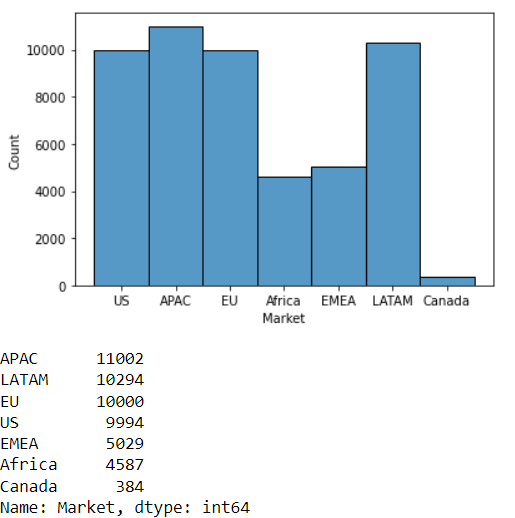 10000
8000
6000
4000
2000
0
Count
US APAC EU Africa EMEA LATAM Canada
Market
APAC 11002
LATAM 10294
EU 10000
US 9994
EMEA 5029
Africa 4587
Canada 384
Name: Market, dtype: int64